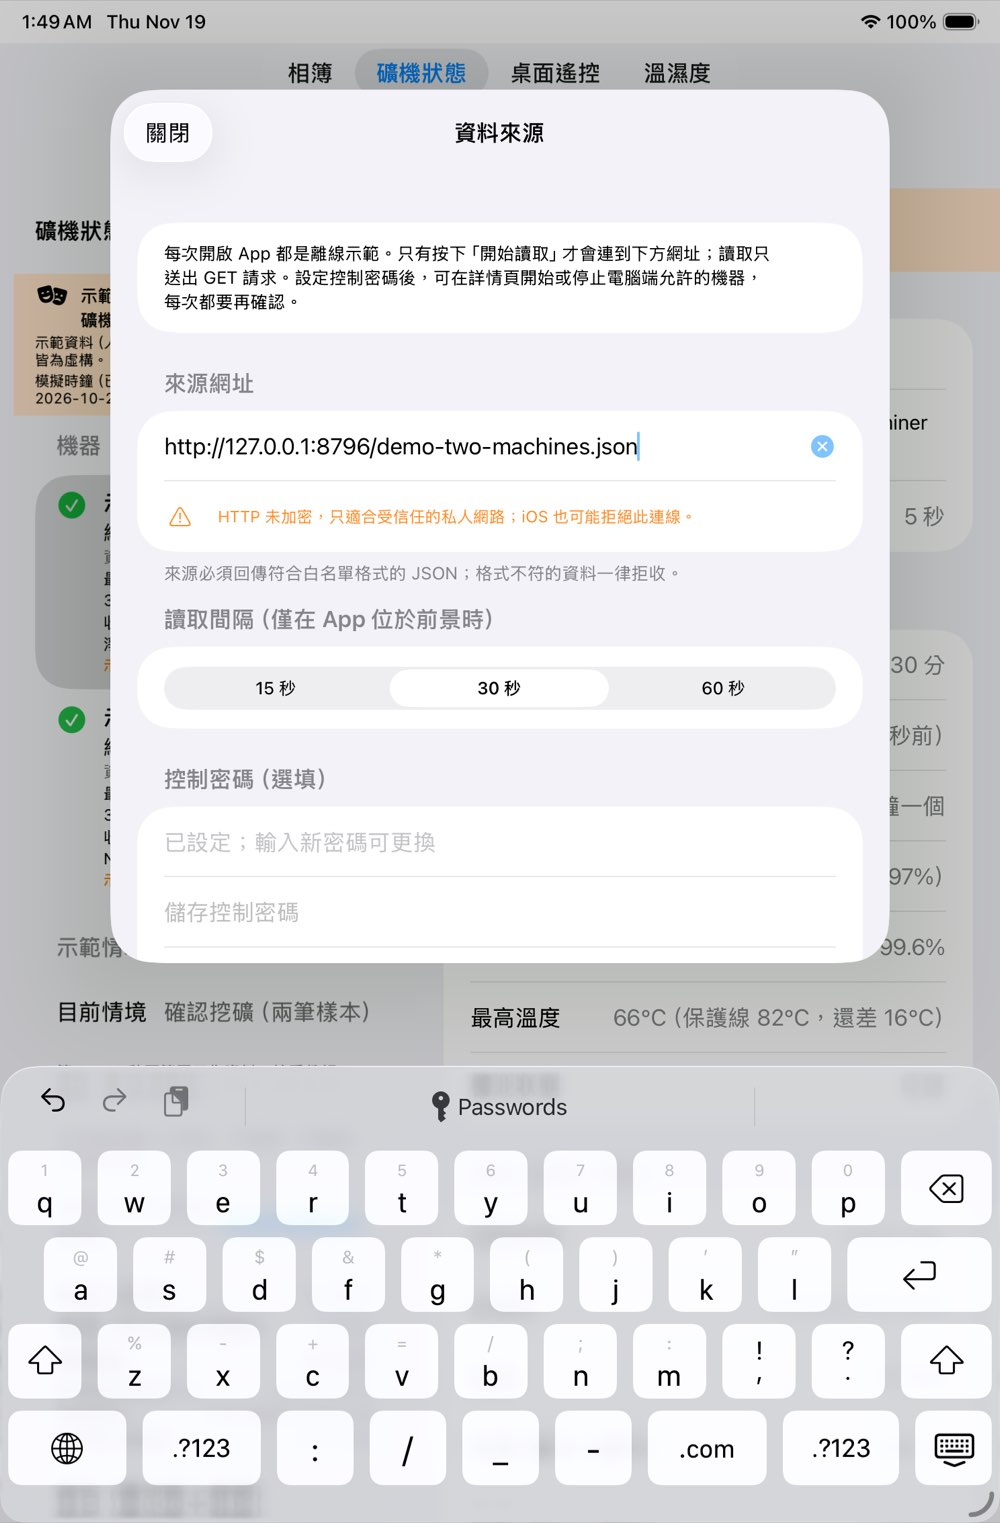 1:49 AM Thu Nov 19
100%
相簿 礦機狀態 桌面遙控 溫濕度
關閉
資料來源
每次開啟 App 都是離線示範。只有按下「開始讀取」才會連到下方網址；讀取只
送出 GET 請求。設定控制密碼後，可在詳情頁開始或停止電腦端允許的機器，
每次都要再確認。
來源網址
http://127.0.0.1:8796/demo-two-machines.json
HTTP 未加密，只適合受信任的私人網路；iOS 也可能拒絕此連線。
來源必須回傳符合白名單格式的 JSON；格式不符的資料一律拒收。
讀取間隔（僅在 App 位於前景時）
15 秒 30 秒 60 秒
控制密碼（選填）
已設定；輸入新密碼可更換
儲存控制密碼
礦機狀態
示範
礦機
示範資料（
皆為虛構。
模擬時鐘（
2026-10-2
機器
示範情
目前情境 確認挖礦（兩筆樣本）
iner
5 秒
30 分
秒前）
一個
97%）
99.6%
最高溫度 66°C（保護線 82°C，還差 16°C）
Passwords
1 2 3 4 5 6 7 8 9 0
q w e r t y u i o p
@ # $ & * ( ) ' "
a s d f g h j k l
% - + = / ; : ! ?
z x c v b n m , .
.?123 : / _ - .com .?123